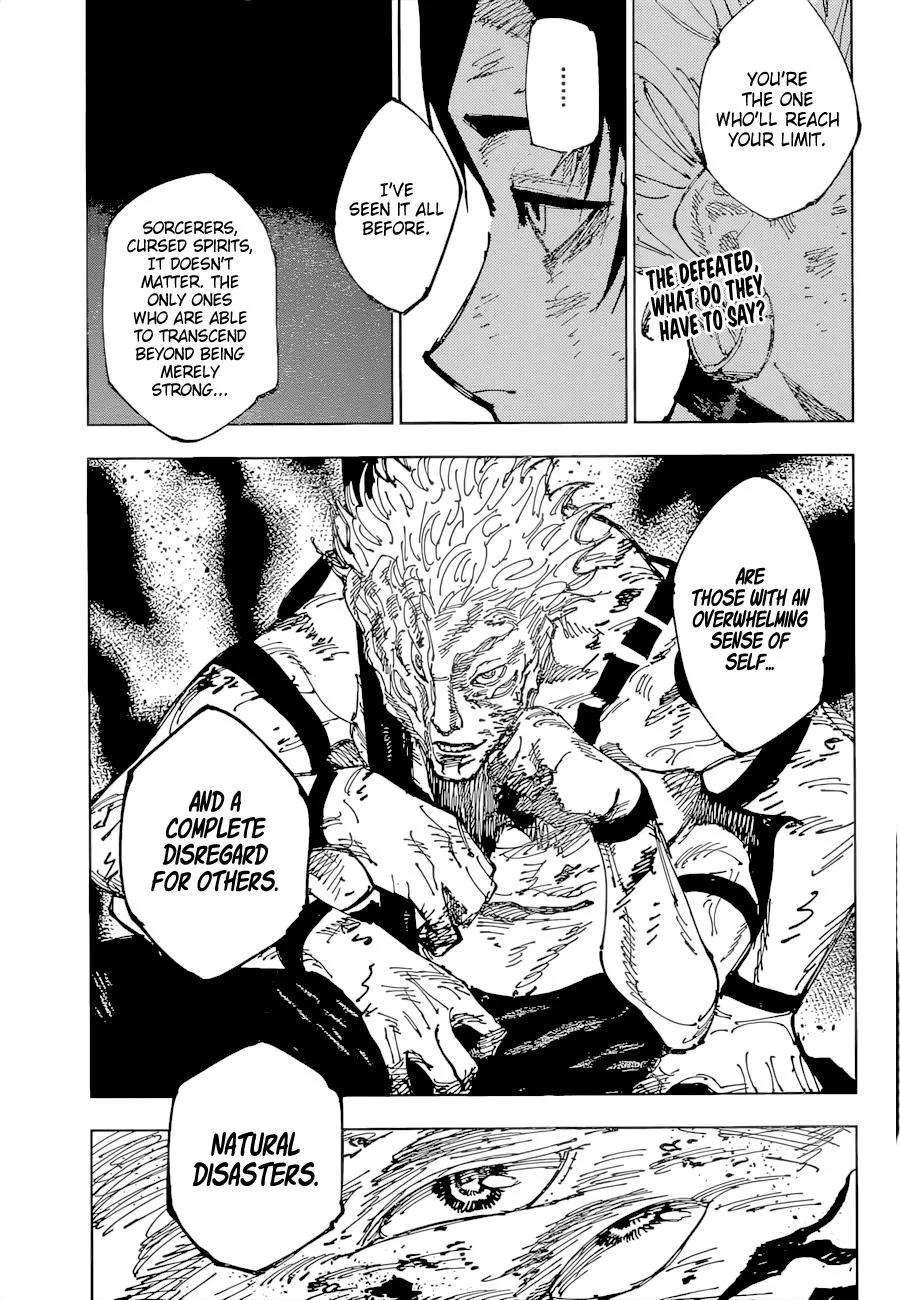 YOU'RE
THE ONE
WHO'LL REACH
YOUR LIMIT.
THE DEFEATED,
WHAT DO THEY
HAVE TO SAY?
......
I'VE
SEEN IT ALL
BEFORE.
SORCERERS,
CURSED SPIRITS,
IT DOESN'T
MATTER. THE
ONLY ONES
WHO ARE ABLE
TO TRANSCEND
BEYOND BEING
MERELY
STRONG...
ARE
THOSE WITH AN
OVERWHELMING
SENSE OF
SELF...
AND A
COMPLETE
DISREGARD
FOR OTHERS.
NATURAL
DISASTERS.